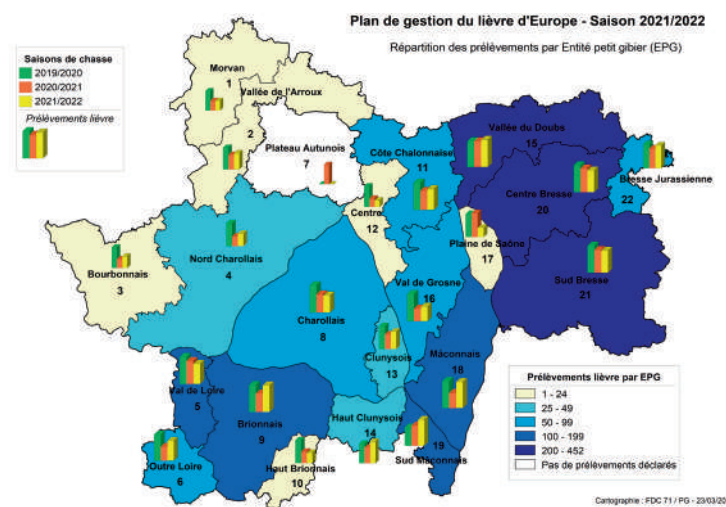 Plan de gestion du lièvre d'Europe - Saison 2021/2022
Répartition des prélèvements par Entité petit gibier (EPG)
Saisons de chasse
2019/2020
2020/2021
2021/2022
Prélèvements lièvre
Morvan
1
Vallée de l'Arroux
2
Plateau Autunois
7
Côte Chalonnaise
11
Vallée du Doubs
15
Bresse Jurassienne
22
Centre Bresse
20
Centre
12
Plaine de Saône
17
Nord Charollais
4
Bourbonnais
3
Val de Grosne
16
Sud Bresse
21
Charollais
8
Clunysois
13
Mâconnais
18
Val de Loire
5
Brionnais
9
Haut Clunysois
14
19
Sud Mâconnais
Outre Loire
6
Haut Brionnais
10
Prélèvements lièvre par EPG
1 - 24
25 - 49
50 - 99
100 - 199
200 - 452
Pas de prélèvements déclarés
Cartographie : FDC 71 / PG - 23/03/20